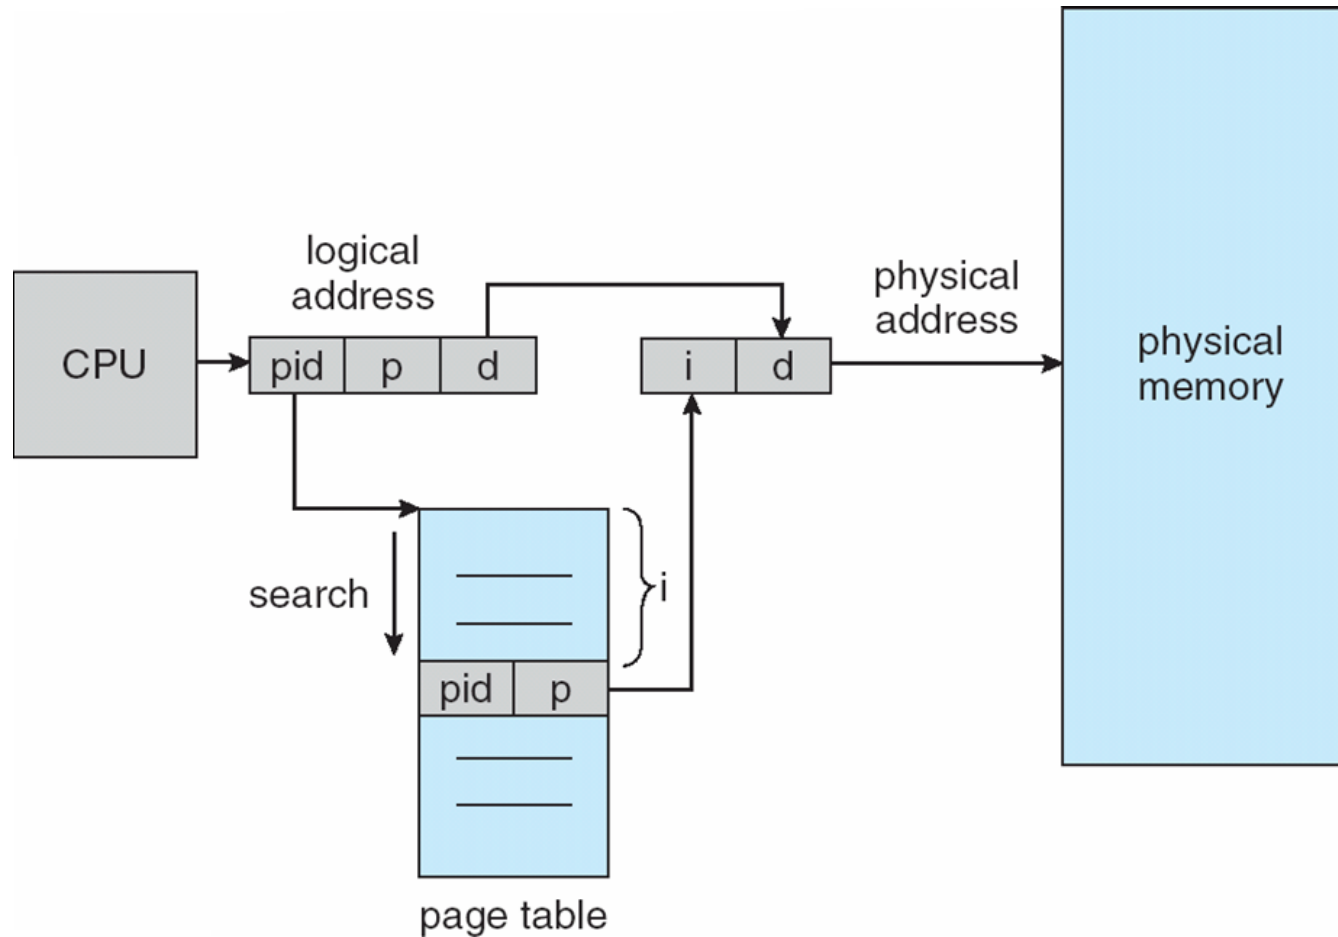 logical
address
CPU
pid p d
i d
physical
address
physical
memory
search
i
pid p
page table